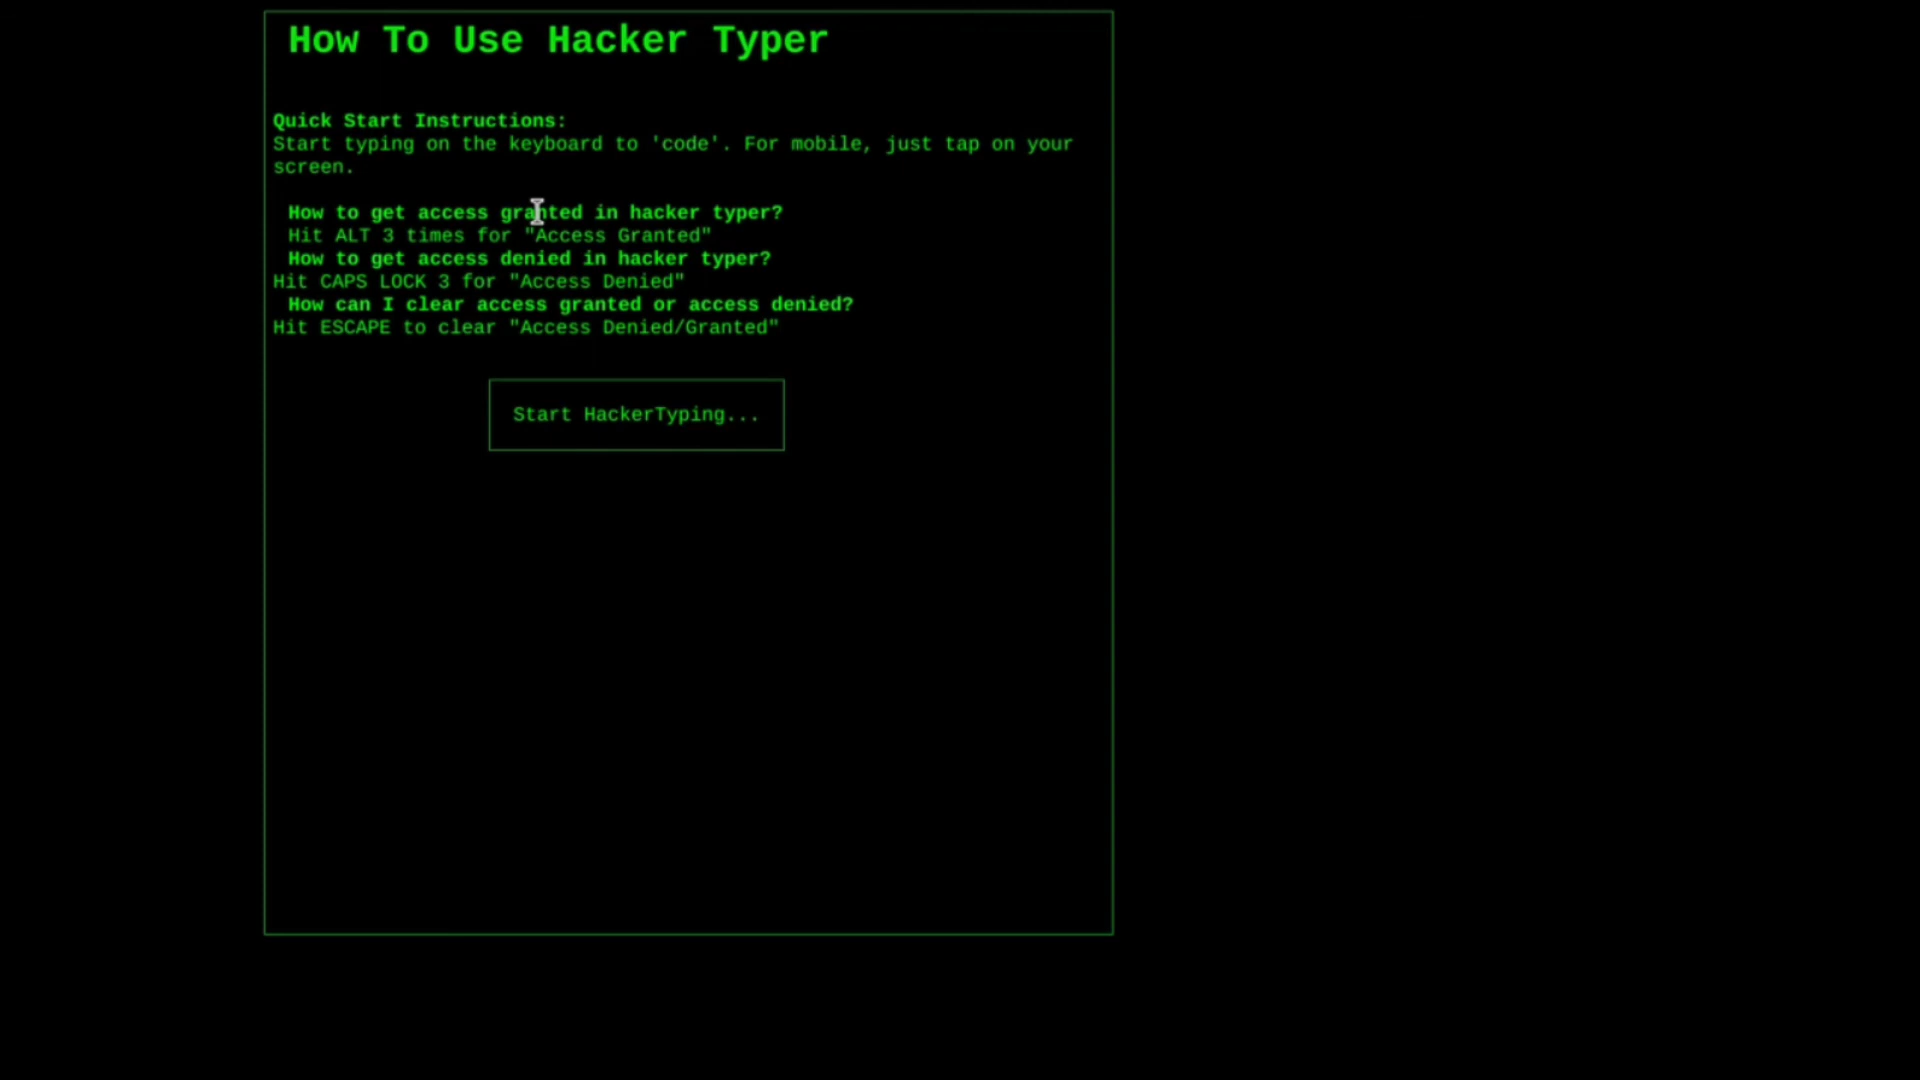 How To Use Hacker Typer
Quick Start Instructions:
Start typing on the keyboard to 'code'. For mobile, just tap on your
screen.
How to get access granted in hacker typer?
Hit ALT 3 times for "Access Granted"
How to get access denied in hacker typer?
Hit CAPS LOCK 3 for "Access Denied"
How can I clear access granted or access denied?
Hit ESCAPE to clear "Access Denied/Granted"
Start HackerTyping...